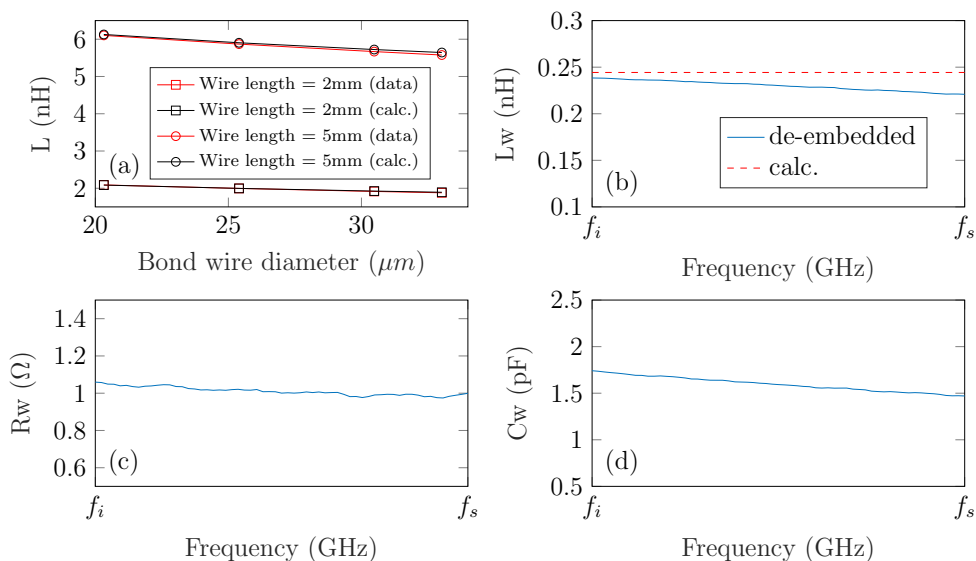 6
5
4
3
2
L (nH)
Wire length = 2mm (data)
Wire length = 2mm (calc.)
Wire length = 5mm (data)
Wire length = 5mm (calc.)
(a)
20 25 30
Bond wire diameter (μm)
0.3
0.25
0.2
0.15
0.1
Lw (nH)
de-embedded
calc.
(b)
f_i f_s
Frequency (GHz)
1.4
1.2
1
0.8
0.6
Rw (Ω)
(c)
f_i f_s
Frequency (GHz)
2.5
2
1.5
1
0.5
Cw (pF)
(d)
f_i f_s
Frequency (GHz)